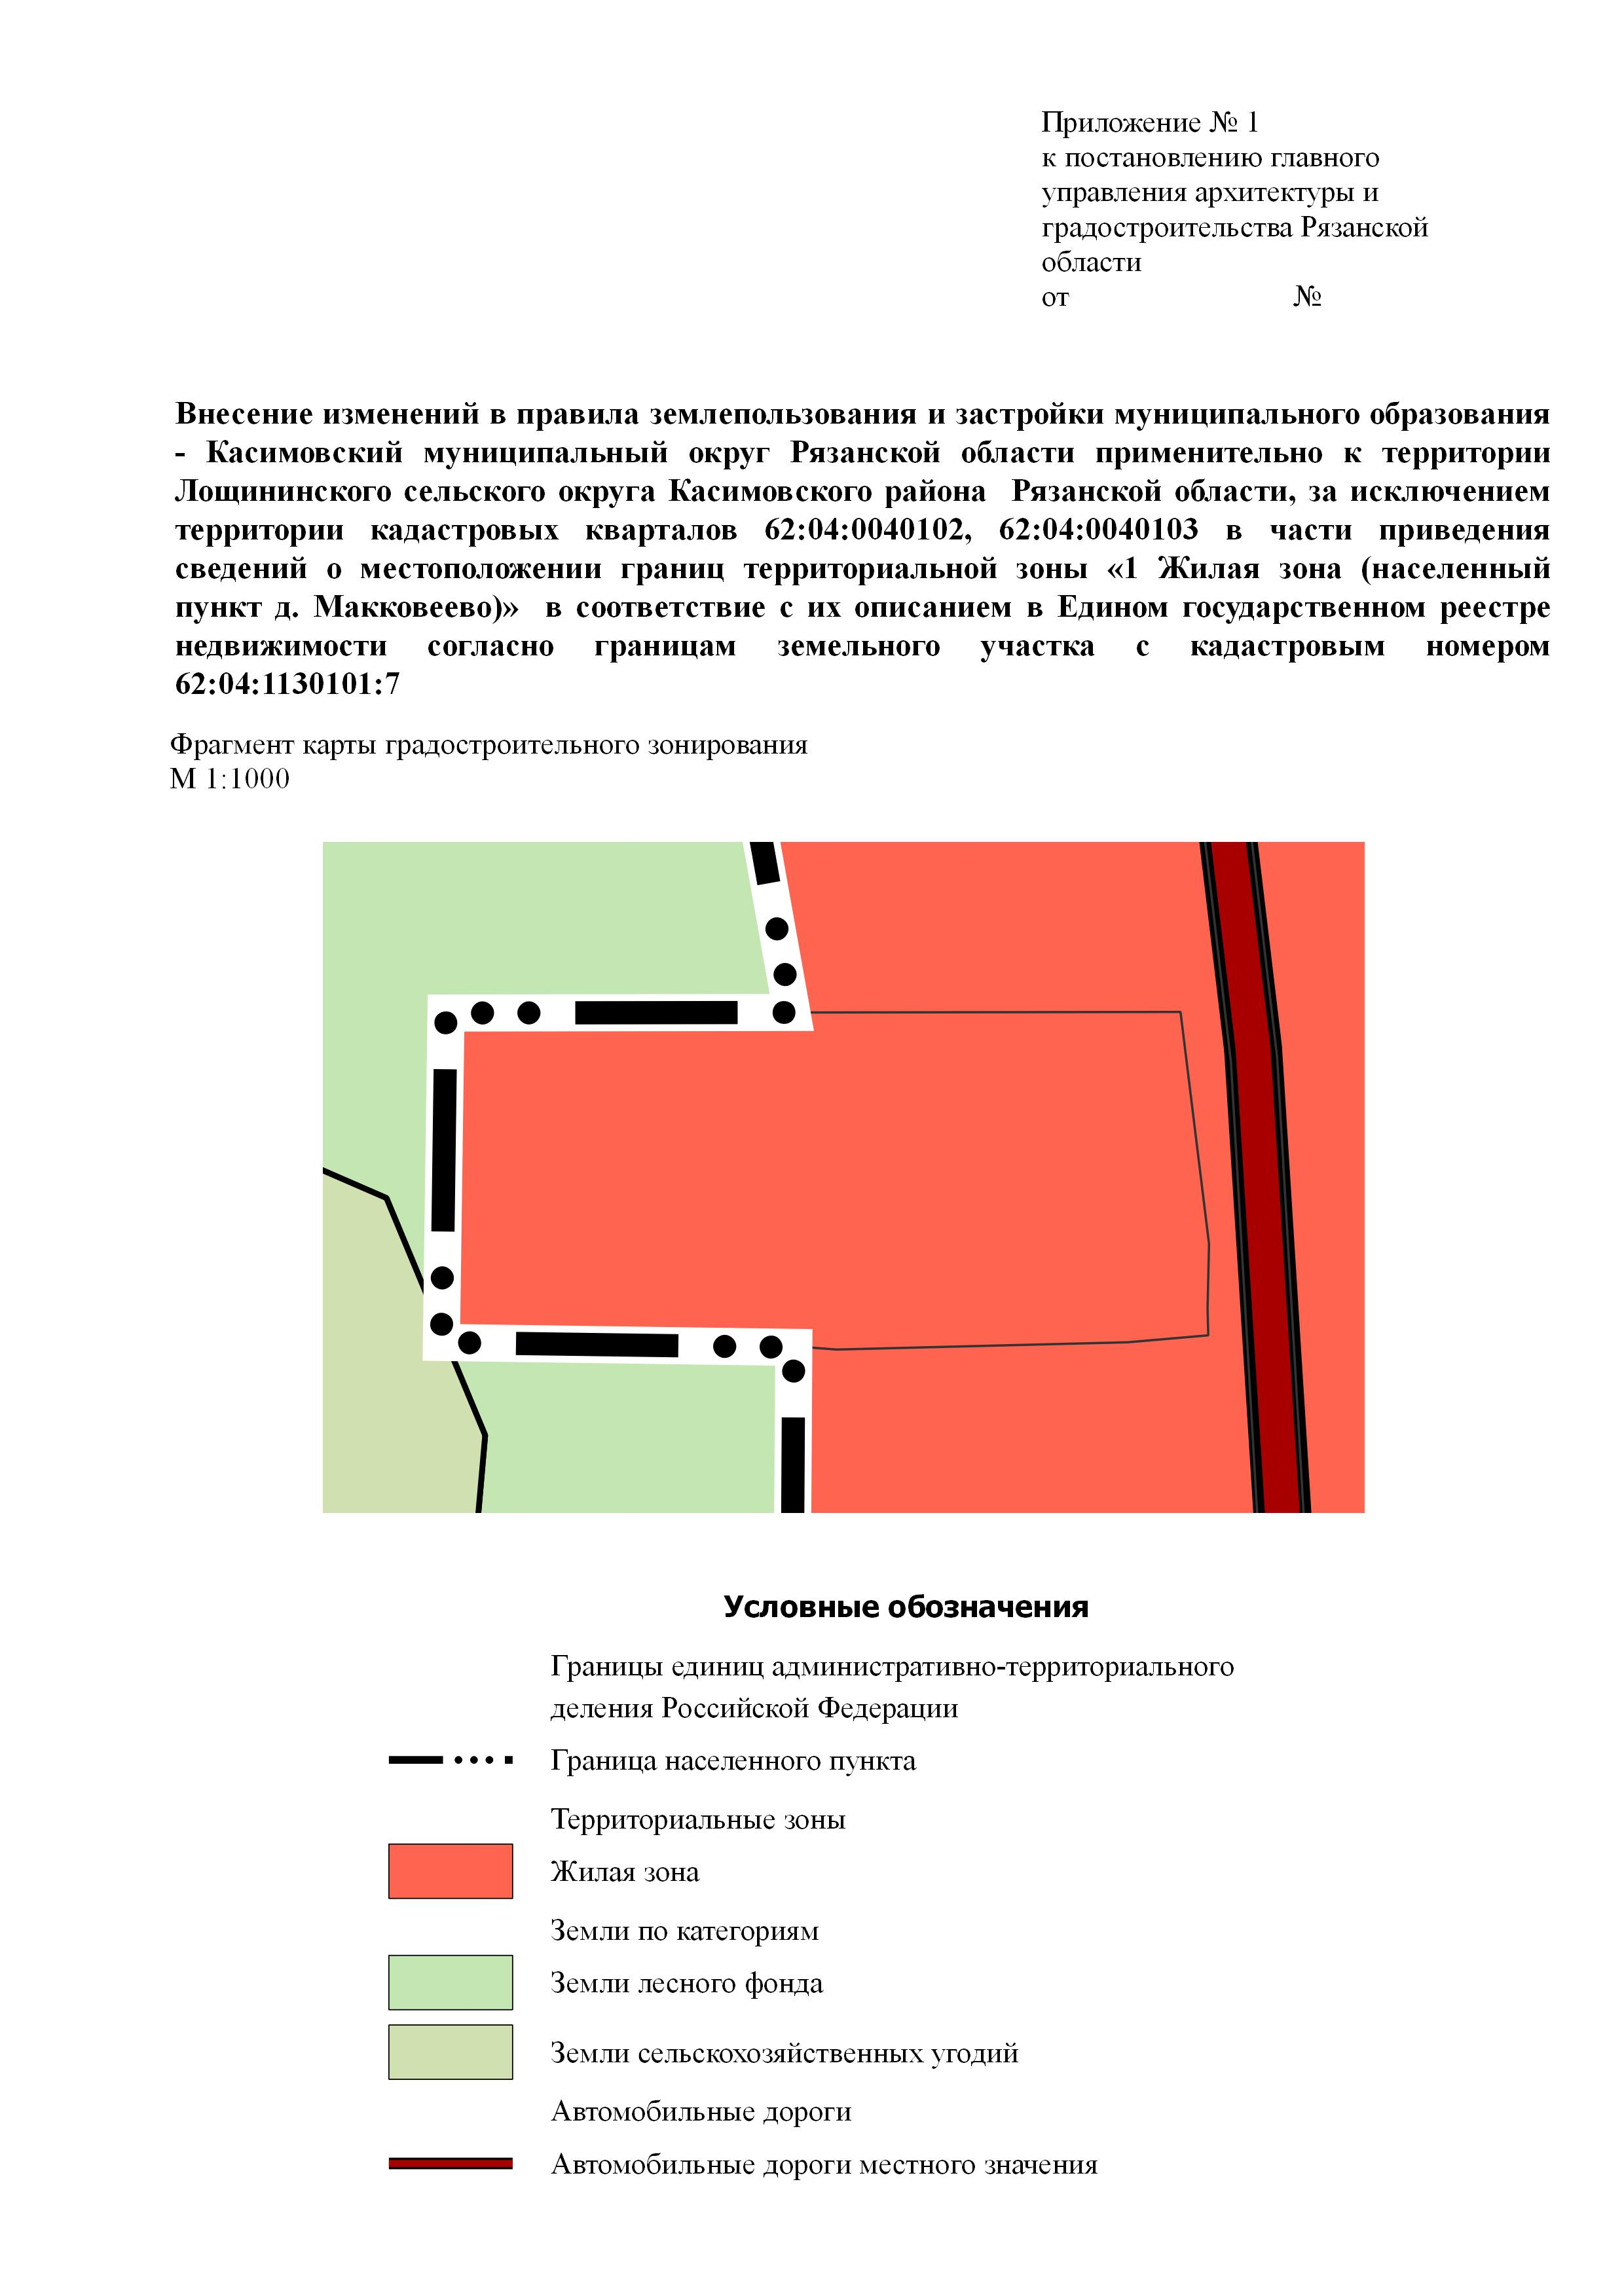 Приложение № 1
к постановлению главного
управления архитектуры и
градостроительства Рязанской
области
от №
Внесение изменений в правила землепользования и застройки муниципального образования
- Касимовский муниципальный округ Рязанской области применительно к территории
Лощининского сельского округа Касимовского района Рязанской области, за исключением
территории кадастровых кварталов 62:04:0040102, 62:04:0040103 в части приведения
сведений о местоположении границ территориальной зоны «1 Жилая зона (населенный
пункт д. Макковеево)» в соответствие с их описанием в Едином государственном реестре
недвижимости согласно границам земельного участка с кадастровым номером
62:04:1130101:7
Фрагмент карты градостроительного зонирования
М 1:1000
Условные обозначения
Границы единиц административно-территориального
деления Российской Федерации
Граница населенного пункта
Территориальные зоны
Жилая зона
Земли по категориям
Земли лесного фонда
Земли сельскохозяйственных угодий
Автомобильные дороги
Автомобильные дороги местного значения